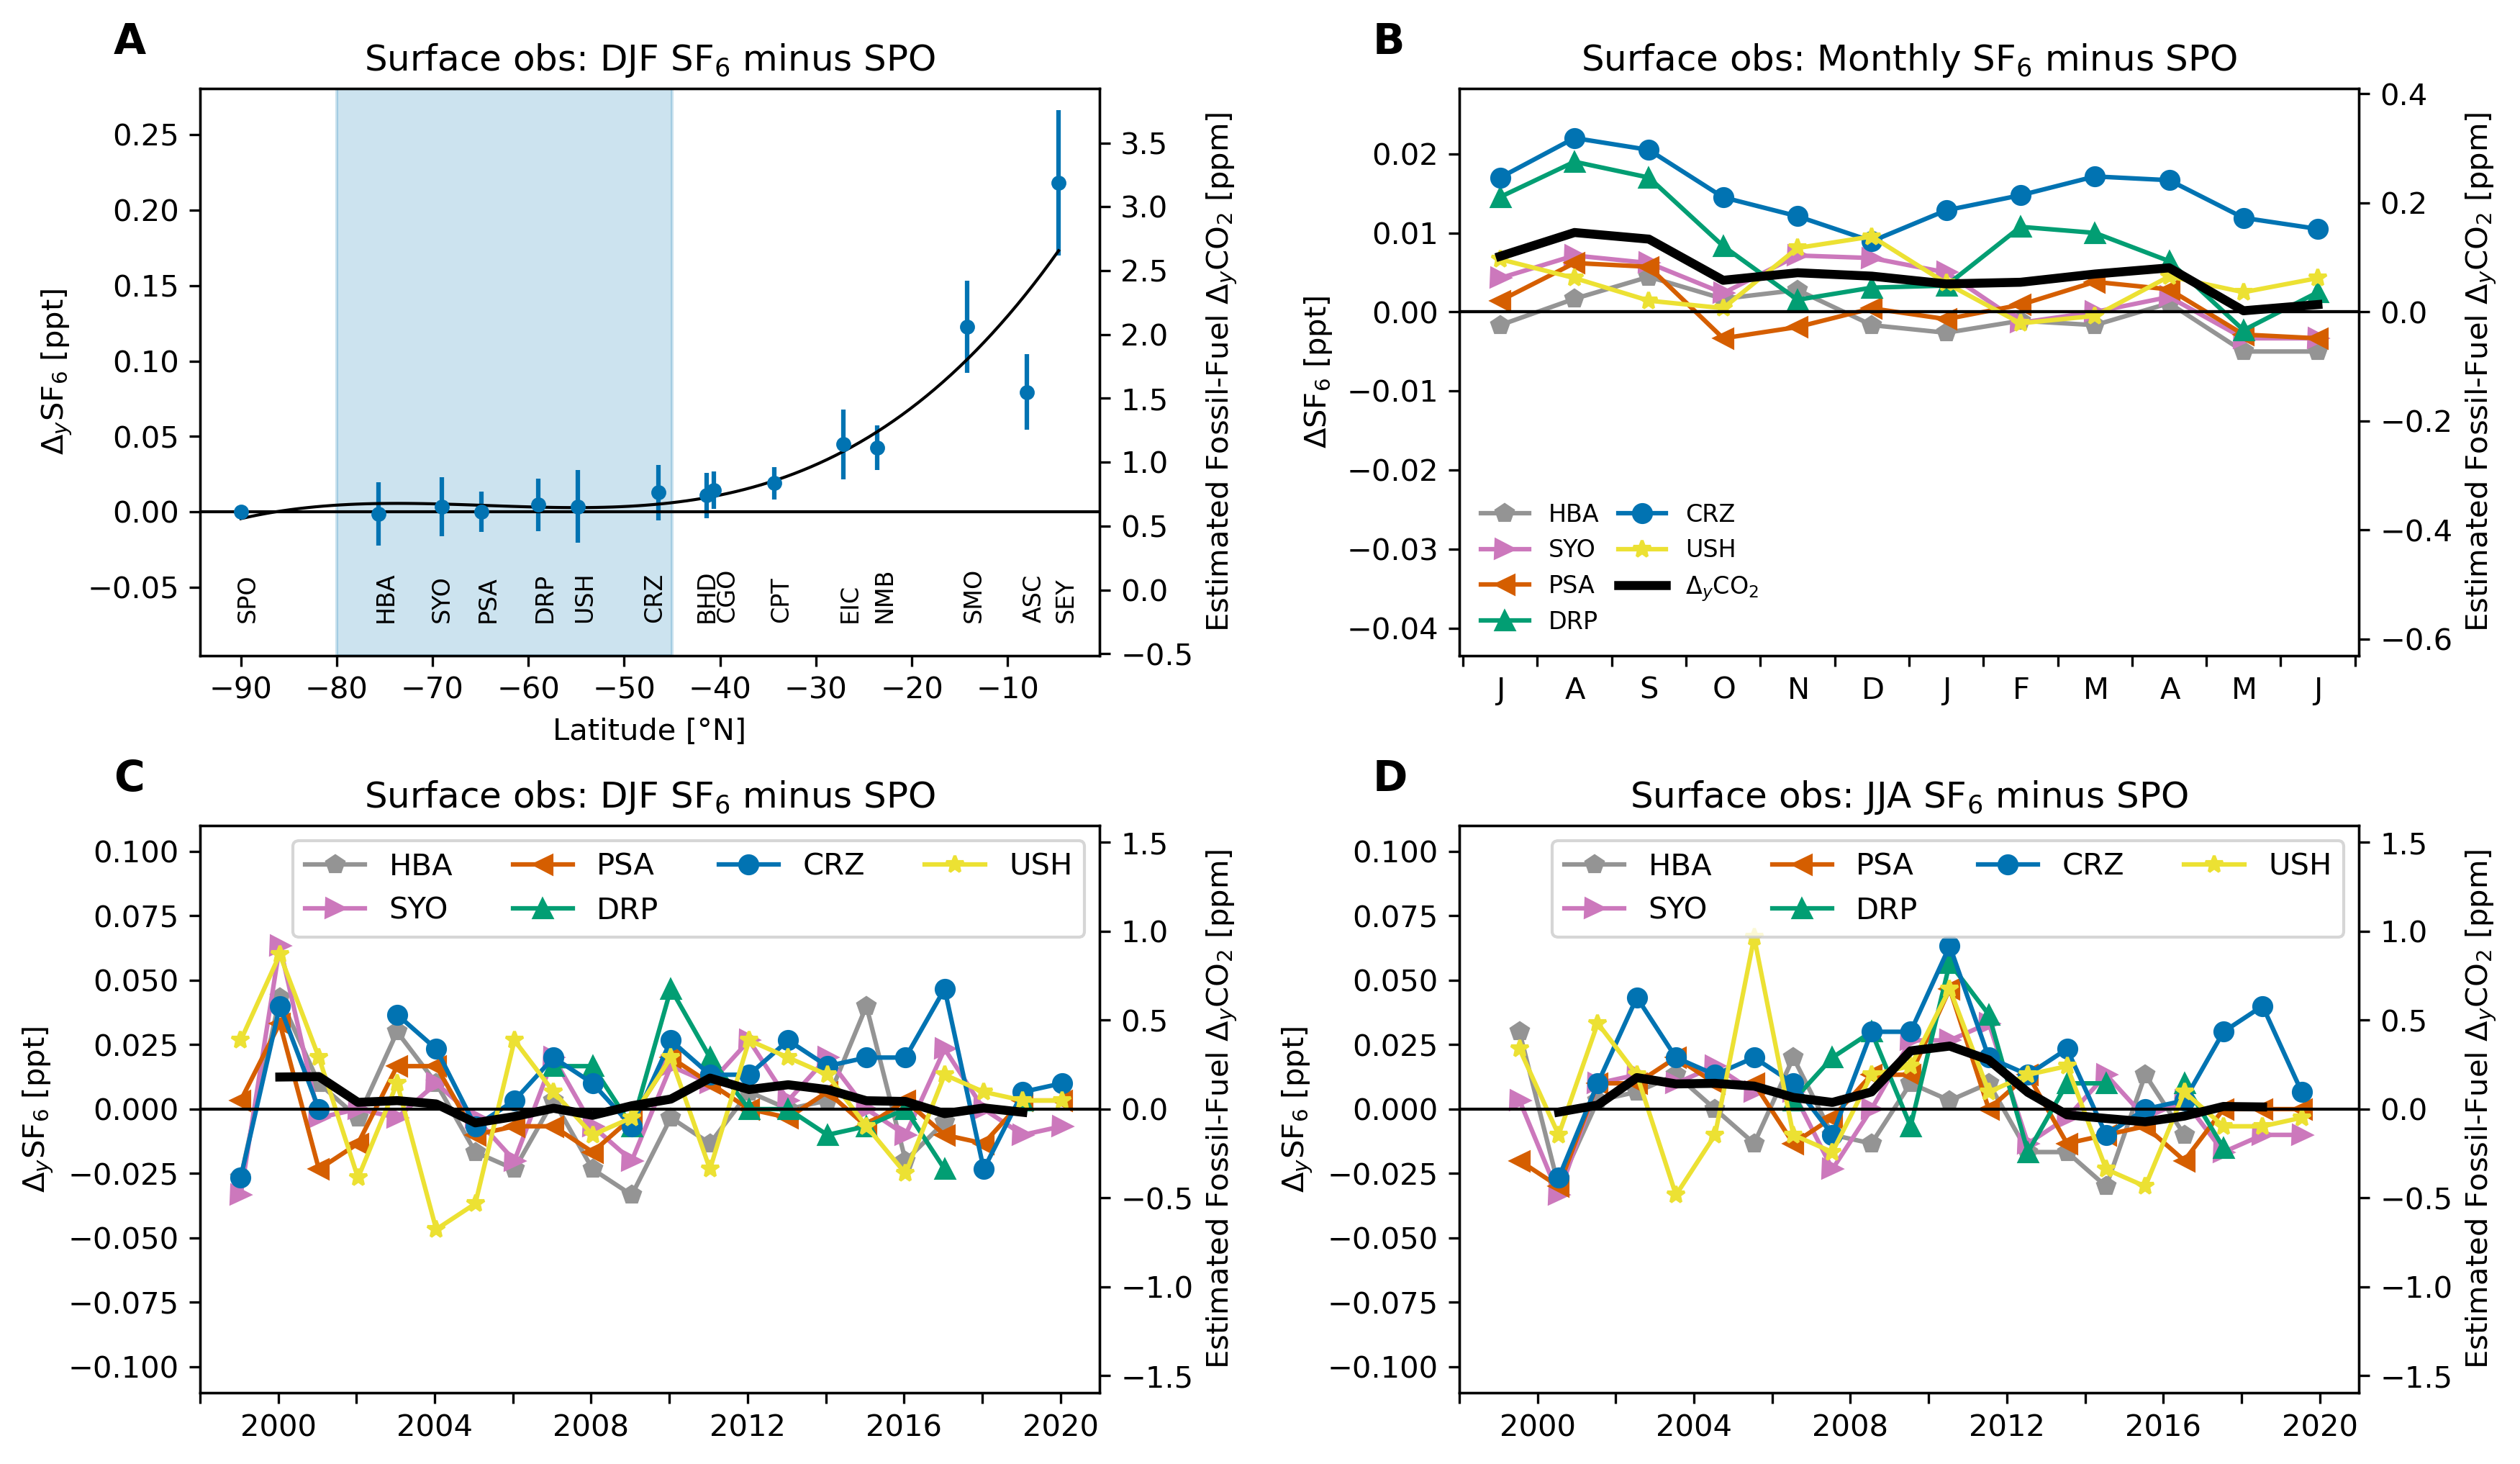 A
Surface obs: DJF SF₆ minus SPO
0.25
0.20
0.15
0.10
0.05
0.00
−0.05
ΔySF₆ [ppt]
3.5
3.0
2.5
2.0
1.5
1.0
0.5
0.0
−0.5
Estimated Fossil-Fuel ΔyCO₂ [ppm]
SPO HBA SYO PSA DRP USH CRZ BHD CGO CPT EIC NMB SMO ASC SEY
−90 −80 −70 −60 −50 −40 −30 −20 −10
Latitude [°N]
B
Surface obs: Monthly SF₆ minus SPO
0.02
0.01
0.00
−0.01
−0.02
−0.03
−0.04
ΔSF₆ [ppt]
0.4
0.2
0.0
−0.2
−0.4
−0.6
Estimated Fossil-Fuel ΔyCO₂ [ppm]
HBA CRZ
SYO USH
PSA ΔyCO₂
DRP
J A S O N D J F M A M J
C
Surface obs: DJF SF₆ minus SPO
HBA PSA CRZ USH
SYO DRP
0.100
0.075
0.050
0.025
0.000
−0.025
−0.050
−0.075
−0.100
ΔySF₆ [ppt]
1.5
1.0
0.5
0.0
−0.5
−1.0
−1.5
Estimated Fossil-Fuel ΔyCO₂ [ppm]
2000 2004 2008 2012 2016 2020
D
Surface obs: JJA SF₆ minus SPO
HBA PSA CRZ USH
SYO DRP
0.100
0.075
0.050
0.025
0.000
−0.025
−0.050
−0.075
−0.100
ΔySF₆ [ppt]
1.5
1.0
0.5
0.0
−0.5
−1.0
−1.5
Estimated Fossil-Fuel ΔyCO₂ [ppm]
2000 2004 2008 2012 2016 2020